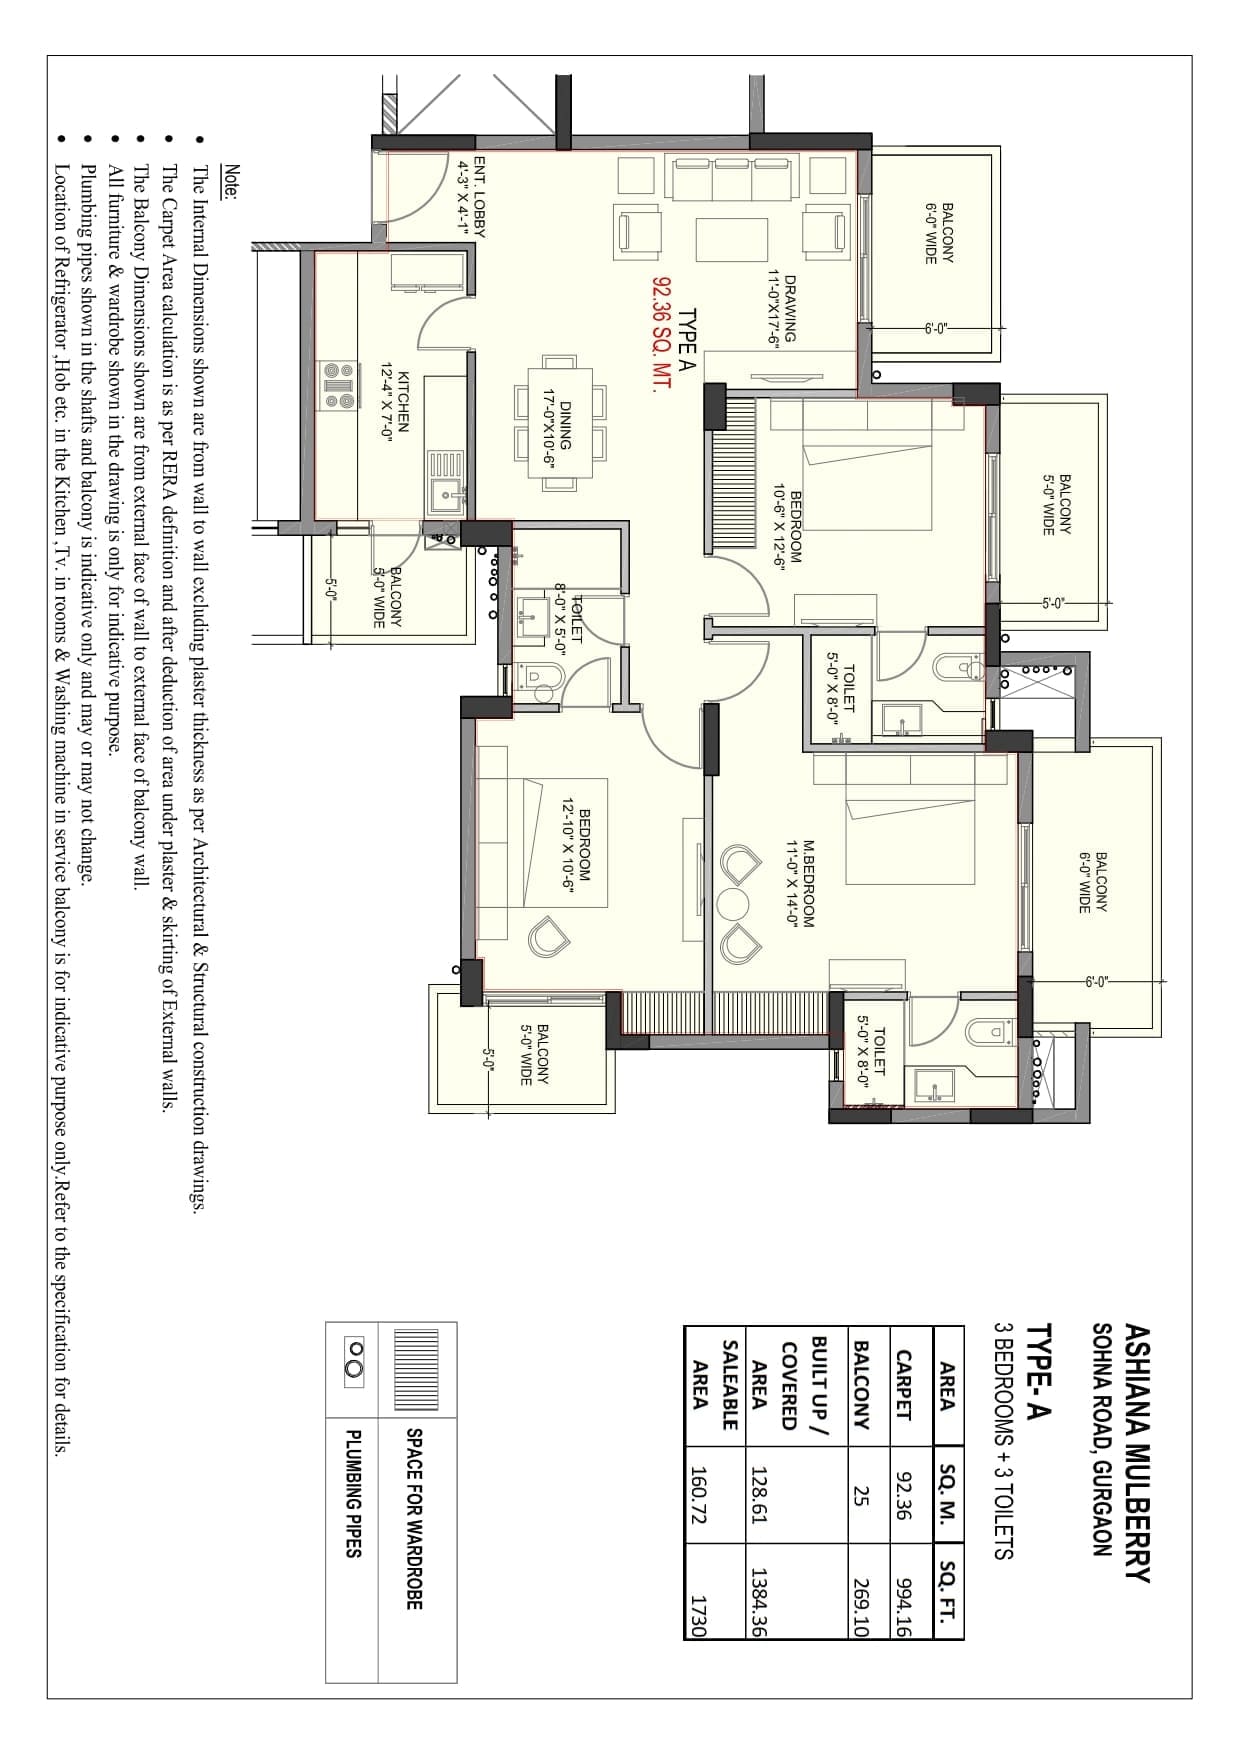 ASHIANA MULBERRY
SOHNA ROAD, GURGAON
TYPE- A
3 BEDROOMS + 3 TOILETS
AREA SQ. M. SQ. FT.
CARPET 92.36 994.16
BALCONY 25 269.10
BUILT UP /
COVERED
AREA 128.61 1384.36
SALEABLE
AREA 160.72 1730
BALCONY
6'-0" WIDE
6'-0"
BALCONY
5'-0" WIDE
5'-0"
BALCONY
6'-0" WIDE
6'-0"
TOILET
5'-0" X 8'-0"
TOILET
5'-0" X 8'-0"
DRAWING
11'-0"X17'-6"
BEDROOM
10'-6" X 12'-6"
M.BEDROOM
11'-0" X 14'-0"
TYPE A
92.36 SQ. MT.
DINING
17'-0"X10'-6"
TOILET
8'-0" X 5'-0"
BEDROOM
12'-10" X 10'-6"
BALCONY
5'-0" WIDE
5'-0"
ENT. LOBBY
4'-3" X 4'-1"
KITCHEN
12'-4" X 7'-0"
BALCONY
5'-0" WIDE
5'-0"
SPACE FOR WARDROBE
PLUMBING PIPES
Note:
• The Internal Dimensions shown are from wall to wall excluding plaster thickness as per Architectural & Structural construction drawings.
• The Carpet Area calculation is as per RERA definition and after deduction of area under plaster & skirting of External walls.
• The Balcony Dimensions shown are from external face of wall to external face of balcony wall.
• All furniture & wardrobe shown in the drawing is only for indicative purpose.
• Plumbing pipes shown in the shafts and balcony is indicative only and may or may not change.
• Location of Refrigerator ,Hob etc. in the Kitchen ,Tv. in rooms & Washing machine in service balcony is for indicative purpose only.Refer to the specification for details.